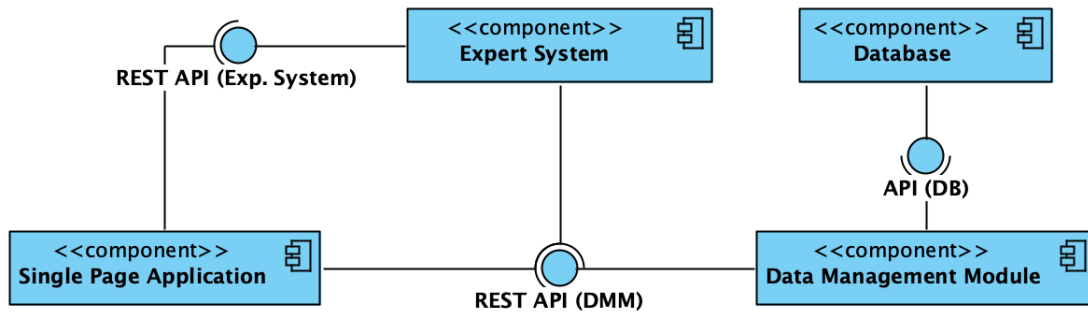 <<component>>
Expert System
<<component>>
Database
REST API (Exp. System)
API (DB)
<<component>>
Single Page Application
<<component>>
Data Management Module
REST API (DMM)